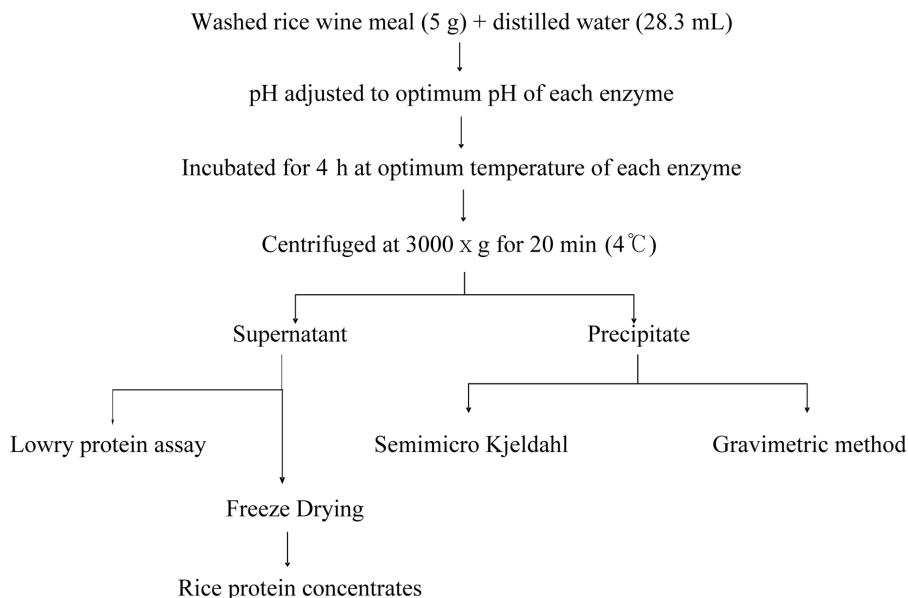 Washed rice wine meal (5 g) + distilled water (28.3 mL)
pH adjusted to optimum pH of each enzyme
Incubated for 4 h at optimum temperature of each enzyme
Centrifuged at 3000 x g for 20 min (4℃)
Supernatant
Precipitate
Lowry protein assay
Semimicro Kjeldahl
Gravimetric method
Freeze Drying
Rice protein concentrates